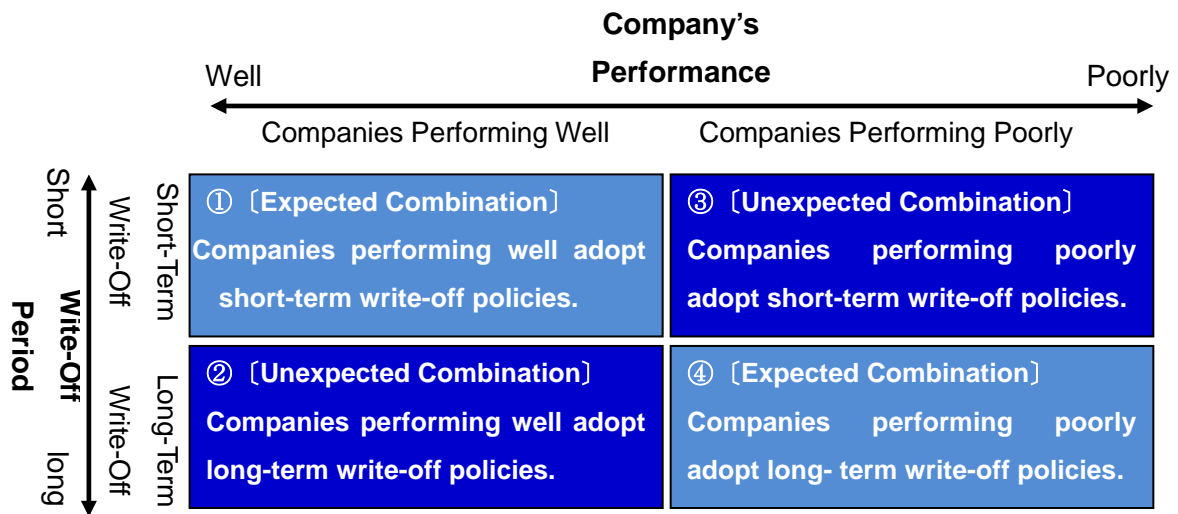 Company's
Performance
Well
Poorly
Companies Performing Well
Companies Performing Poorly
Short
long
Wite-Off
Period
Short-Term
Write-Off
Long-Term
Write-Off
① 〔Expected Combination〕
Companies performing well adopt
short-term write-off policies.
③ 〔Unexpected Combination〕
Companies performing poorly
adopt short-term write-off policies.
② 〔Unexpected Combination〕
Companies performing well adopt
long-term write-off policies.
④ 〔Expected Combination〕
Companies performing poorly
adopt long- term write-off policies.